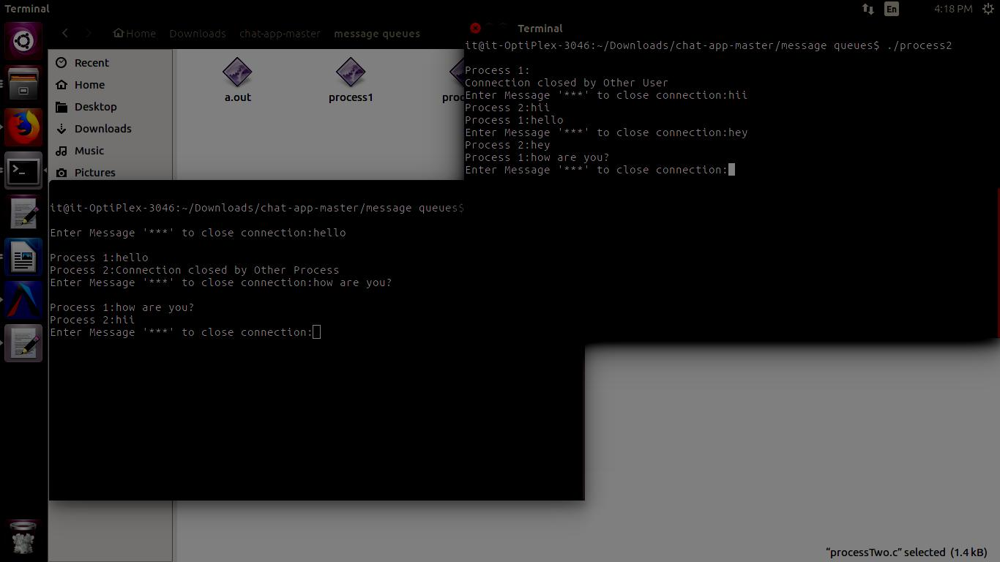 Terminal
En
4:18 PM
Home Downloads chat-app-master message queues
Recent
Home
Desktop
Downloads
Music
Pictures
a.out
process1
Terminal
it@it-OptiPlex-3046:~/Downloads/chat-app-master/message queues$ ./process2
Process 1:
Connection closed by Other User
Enter Message '***' to close connection:hii
Process 2:hii
Process 1:hello
Enter Message '***' to close connection:hey
Process 2:hey
Process 1:how are you?
Enter Message '***' to close connection:
it@it-OptiPlex-3046:~/Downloads/chat-app-master/message queues$
Enter Message '***' to close connection:hello
Process 1:hello
Process 2:Connection closed by Other Process
Enter Message '***' to close connection:how are you?
Process 1:how are you?
Process 2:hii
Enter Message '***' to close connection:
“processTwo.c” selected (1.4 kB)